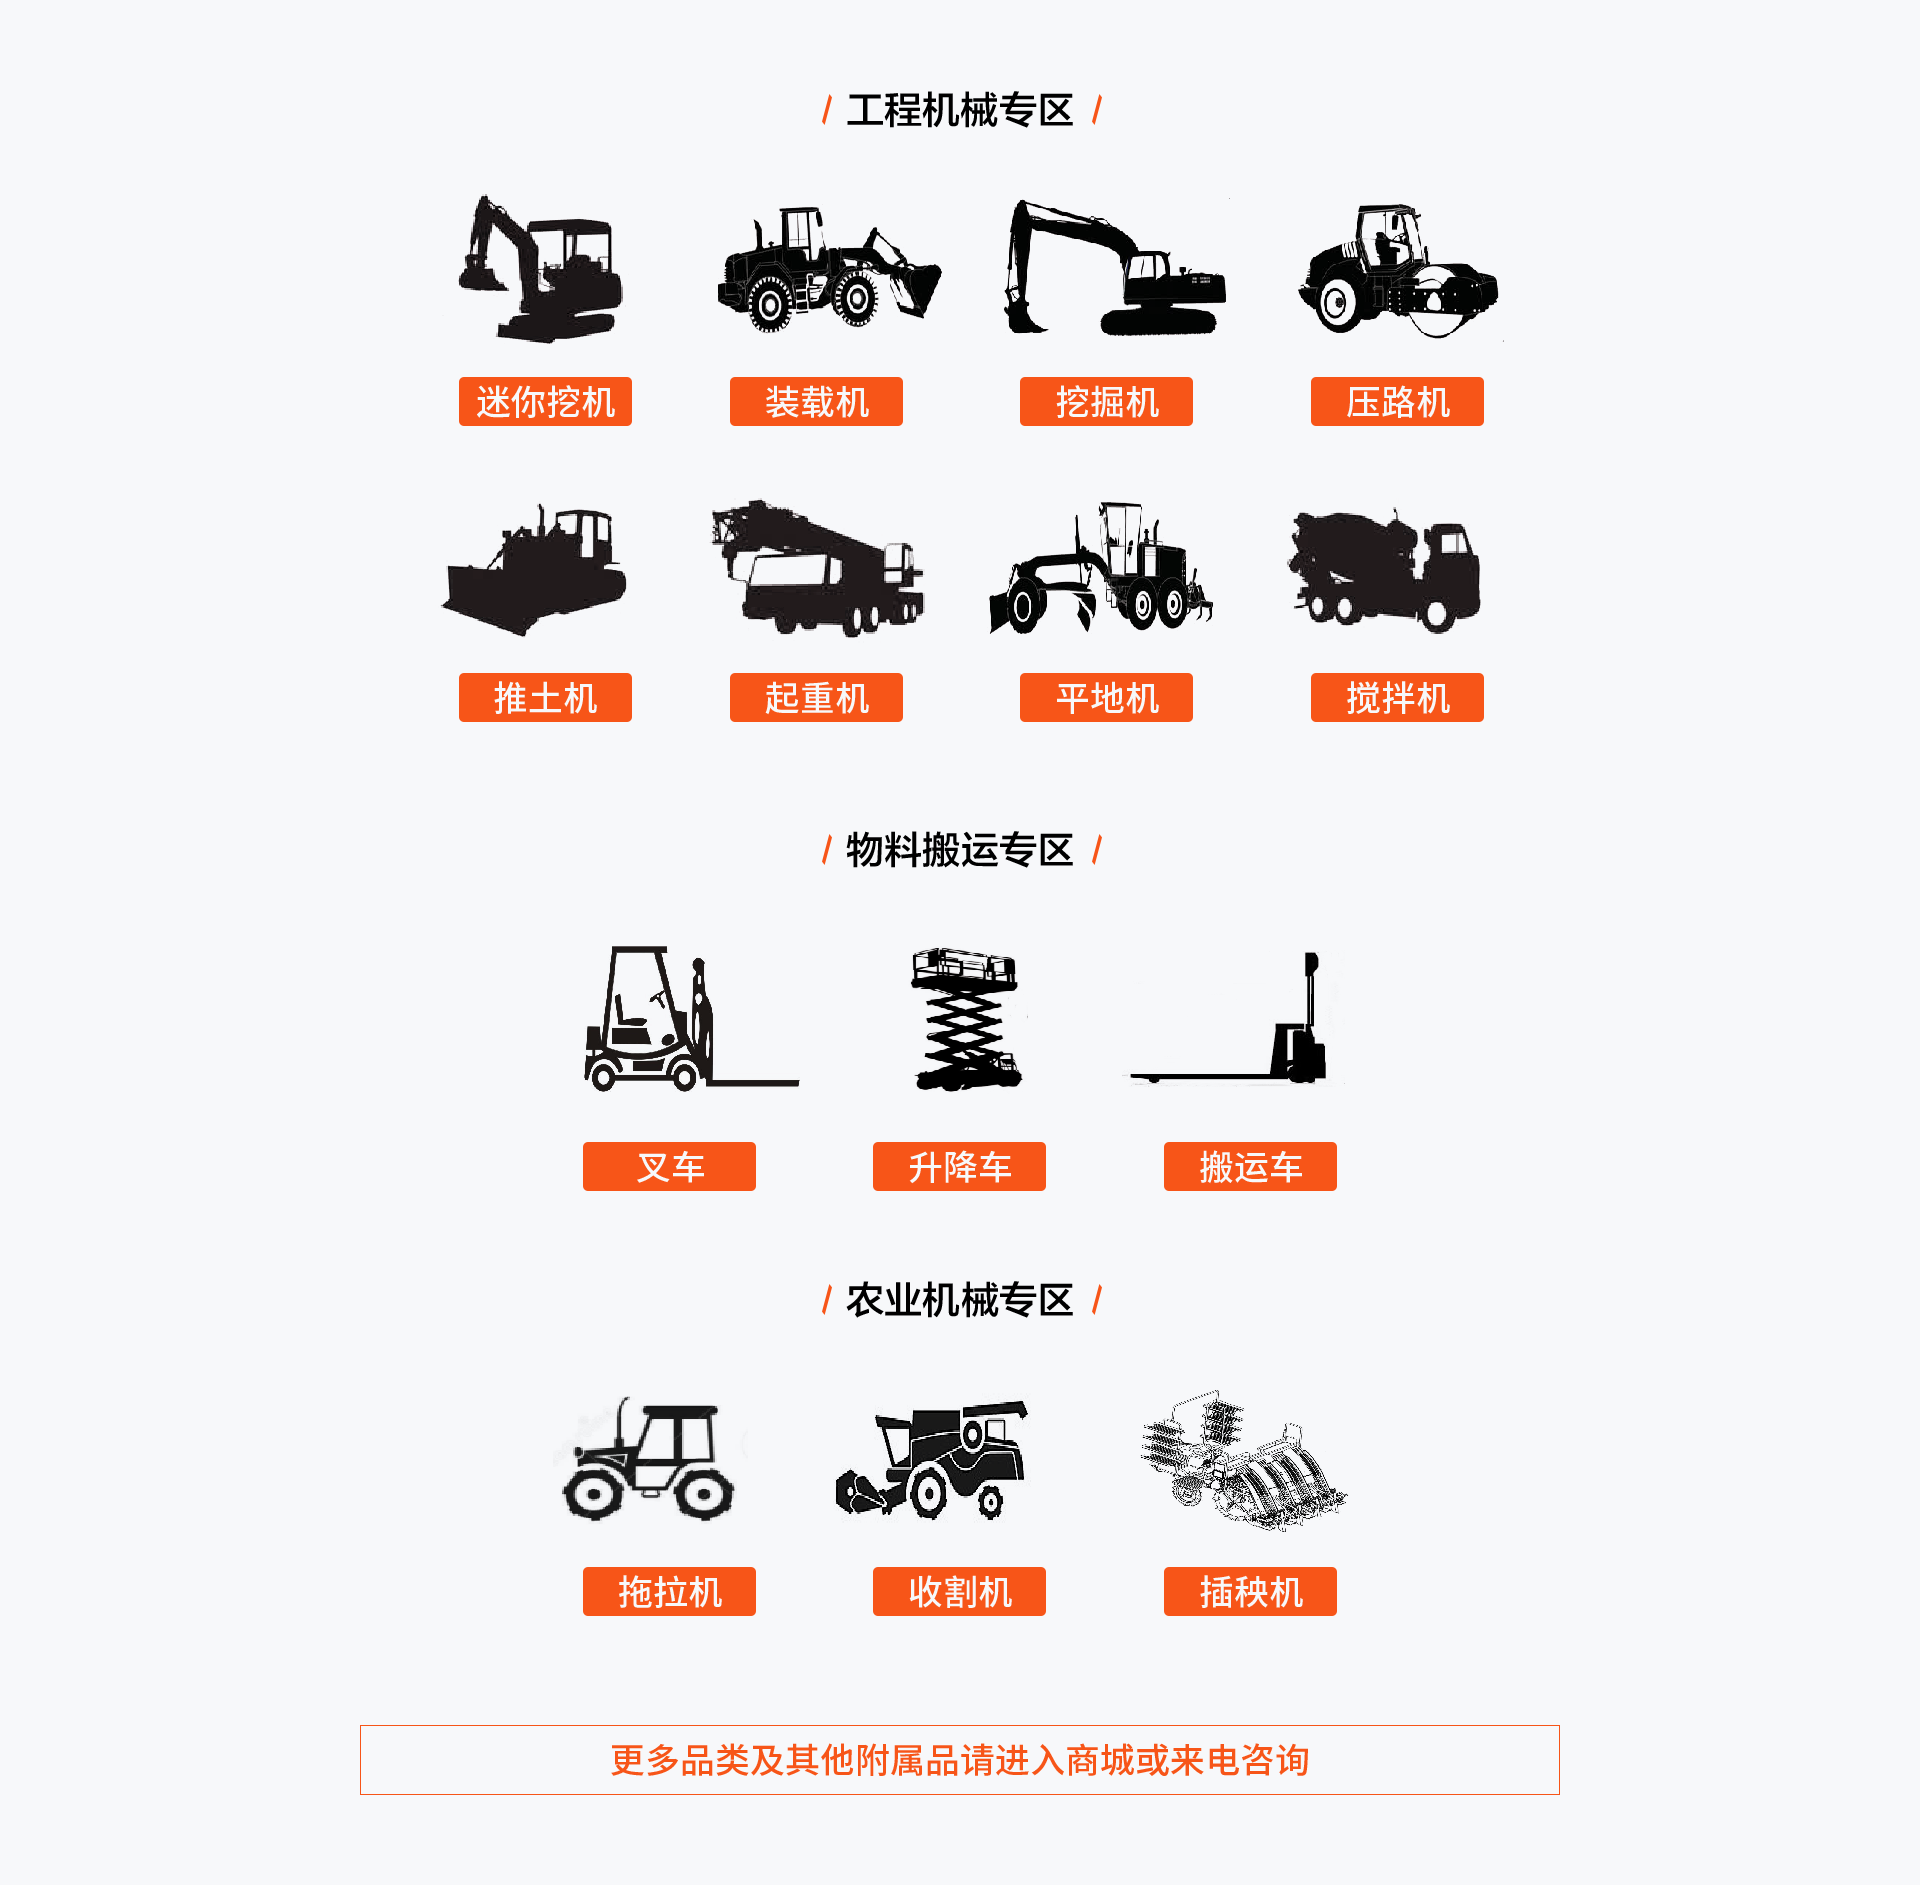 工程机械专区
迷你挖机
装载机
挖掘机
压路机
推土机
起重机
平地机
搅拌机
物料搬运专区
叉车
升降车
搬运车
农业机械专区
拖拉机
收割机
插秧机
更多品类及其他附属品请进入商城或来电咨询